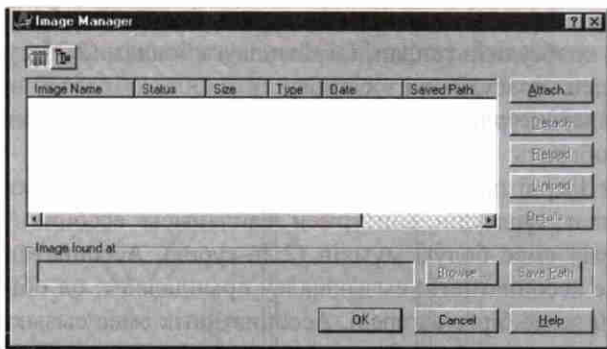 Image Manager
Image Name Status Size Type Date Saved Path
Attach...
Detach
Reload
Unload
Details...
Image found at
Browse... Save Path
OK Cancel Help